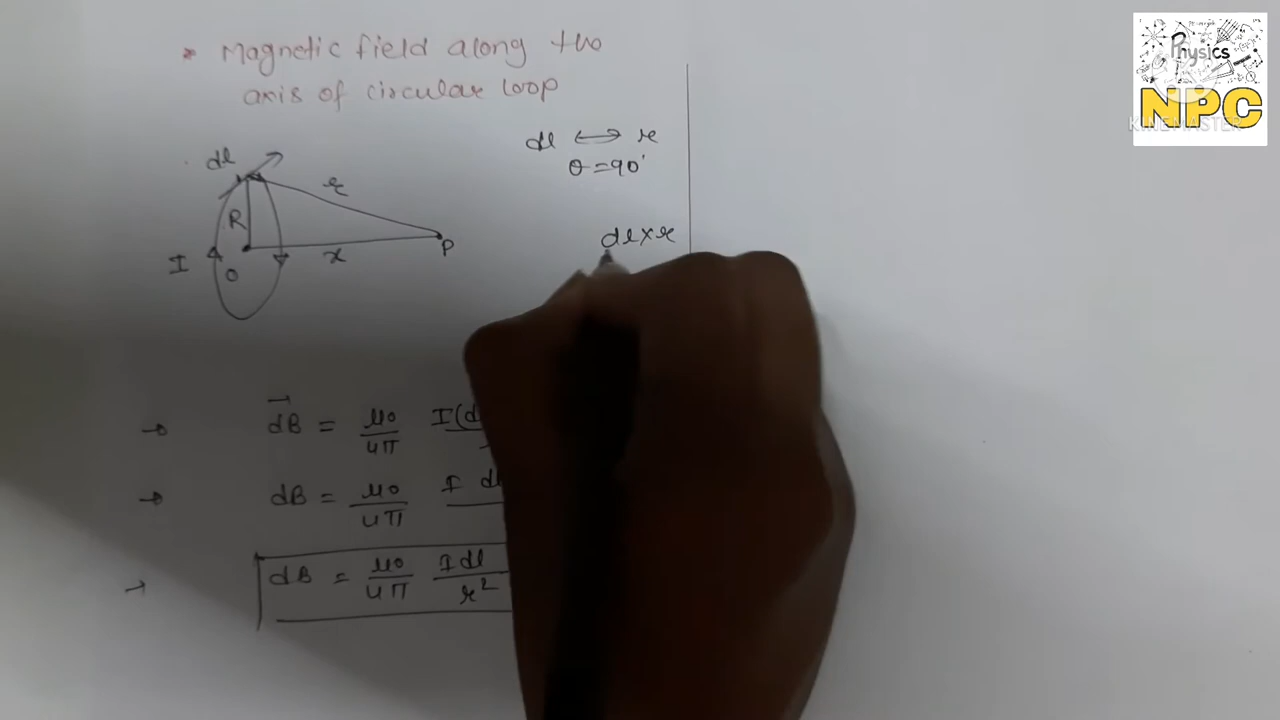 * Magnetic field along the
axis of circular loop
Physics
NPC
KINEMASTER
dl ⟷ r
θ = 90°
dl
r
R
dl × r
I
O
x
P
→ dB = μ0/4π I(dl
→ dB = μ0/4π I dl
→ dB = μ0/4π I dl/r²